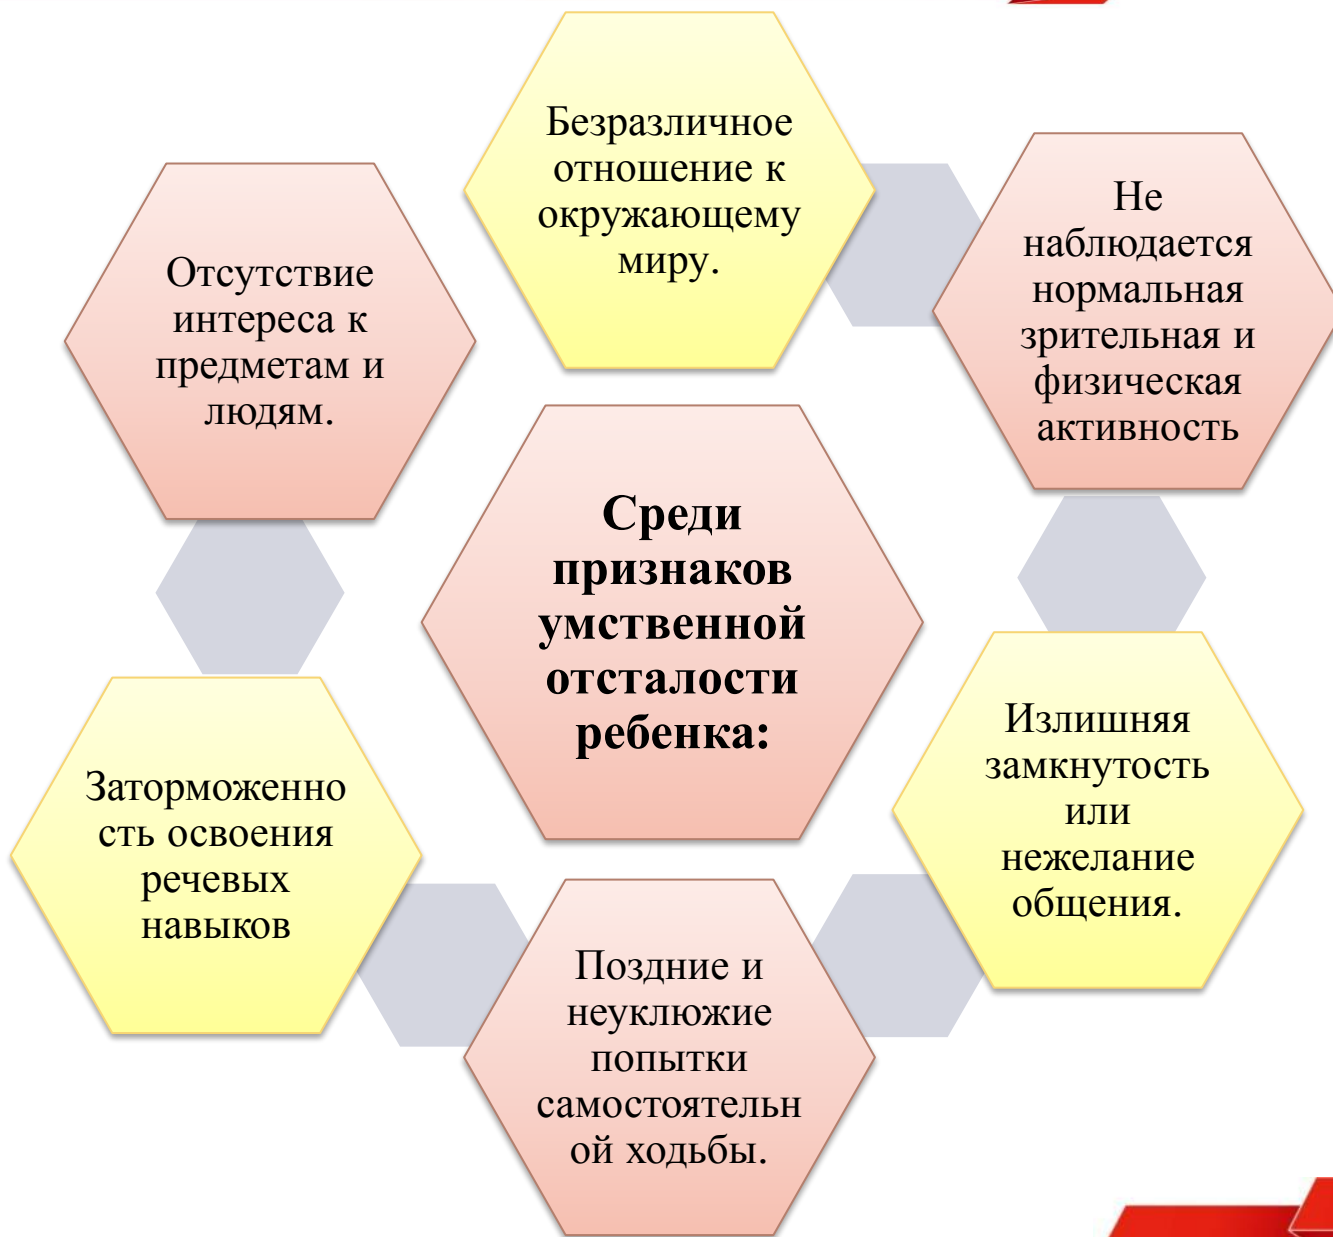 Безразличное
отношение к
окружающему
миру.
Не
наблюдается
нормальная
зрительная и
физическая
активность
Излишняя
замкнутость
или
нежелание
общения.
Поздние и
неуклюжие
попытки
самостоятельн
ой ходьбы.
Заторможенно
сть освоения
речевых
навыков
Отсутствие
интереса к
предметам и
людям.
Среди
признаков
умственной
отсталости
ребенка: